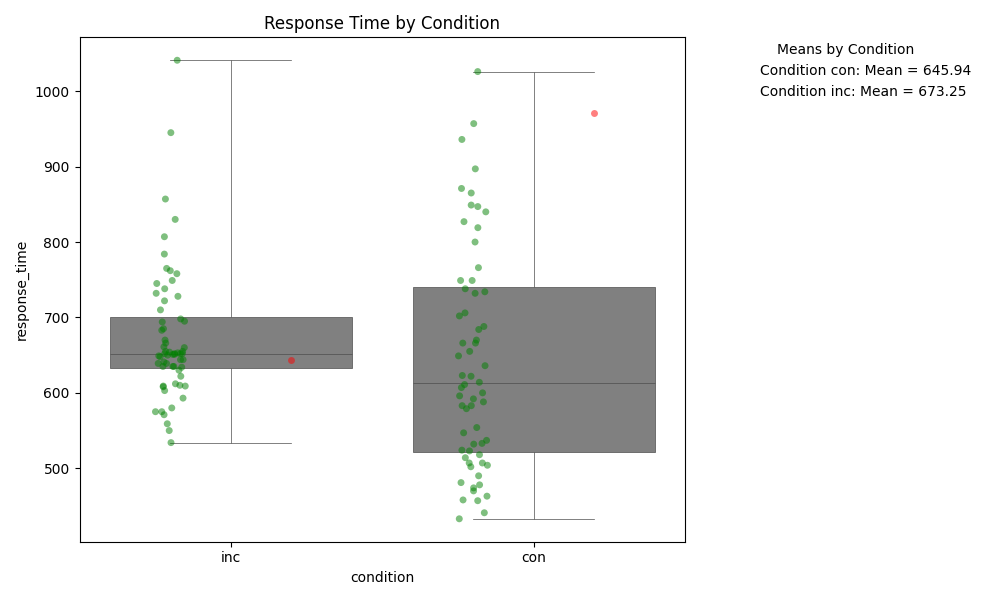 Response Time by Condition
Means by Condition
Condition con: Mean = 645.94
Condition inc: Mean = 673.25
response_time
1000
900
800
700
600
500
inc
con
condition